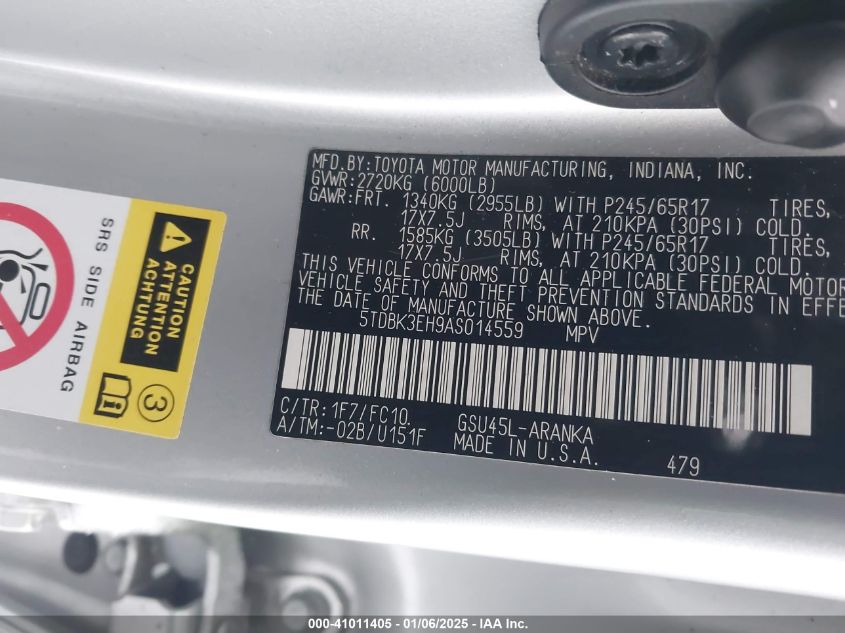 MFD.BY:TOYOTA MOTOR MANUFACTURING, INDIANA, INC.
GVWR:2720KG (6000LB)
GAWR:FRT. 1340KG (2955LB) WITH P245/65R17 TIRES,
17X7.5J RIMS, AT 210KPA (30PSI) COLD.
RR. 1585KG (3505LB) WITH P245/65R17 TIRES,
17X7.5J RIMS, AT 210KPA (30PSI) COLD.
THIS VEHICLE CONFORMS TO ALL APPLICABLE FEDERAL MOTOR
VEHICLE SAFETY AND THEFT PREVENTION STANDARDS IN EFFE
THE DATE OF MANUFACTURE SHOWN ABOVE.
5TDBK3EH9AS014559 MPV
C/TR:1F7/FC10. GSU45L-ARANKA
A/TM:-02B/U151F MADE IN U.S.A. 479
SRS SIDE AIRBAG
CAUTION
ATTENTION
ACHTUNG
3
000-41011405 - 01/06/2025 - IAA Inc.